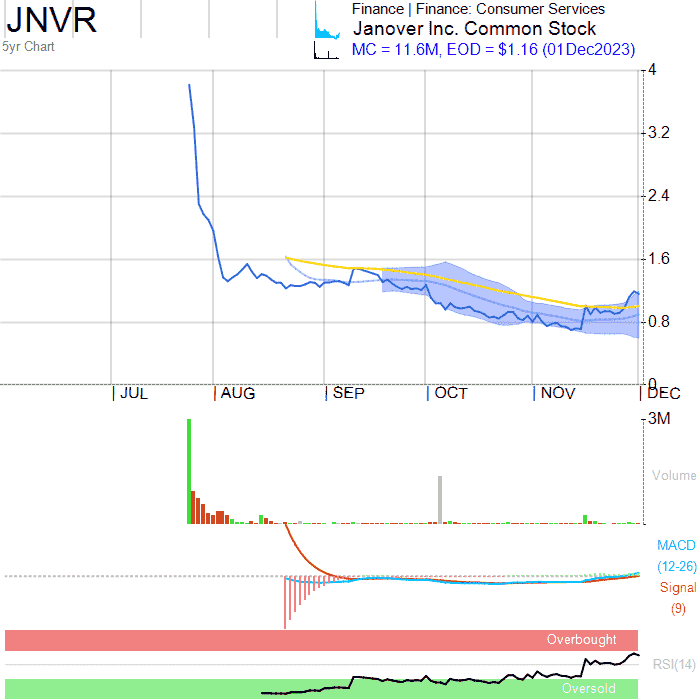 JNVR
5yr Chart
Finance | Finance: Consumer Services
Janover Inc. Common Stock
MC = 11.6M, EOD = $1.16 (01Dec2023)
4
3.2
2.4
1.6
0.8
0
JUL AUG SEP OCT NOV DEC
3M
Volume
MACD
(12-26)
Signal
(9)
Overbought
RSI(14)
Oversold